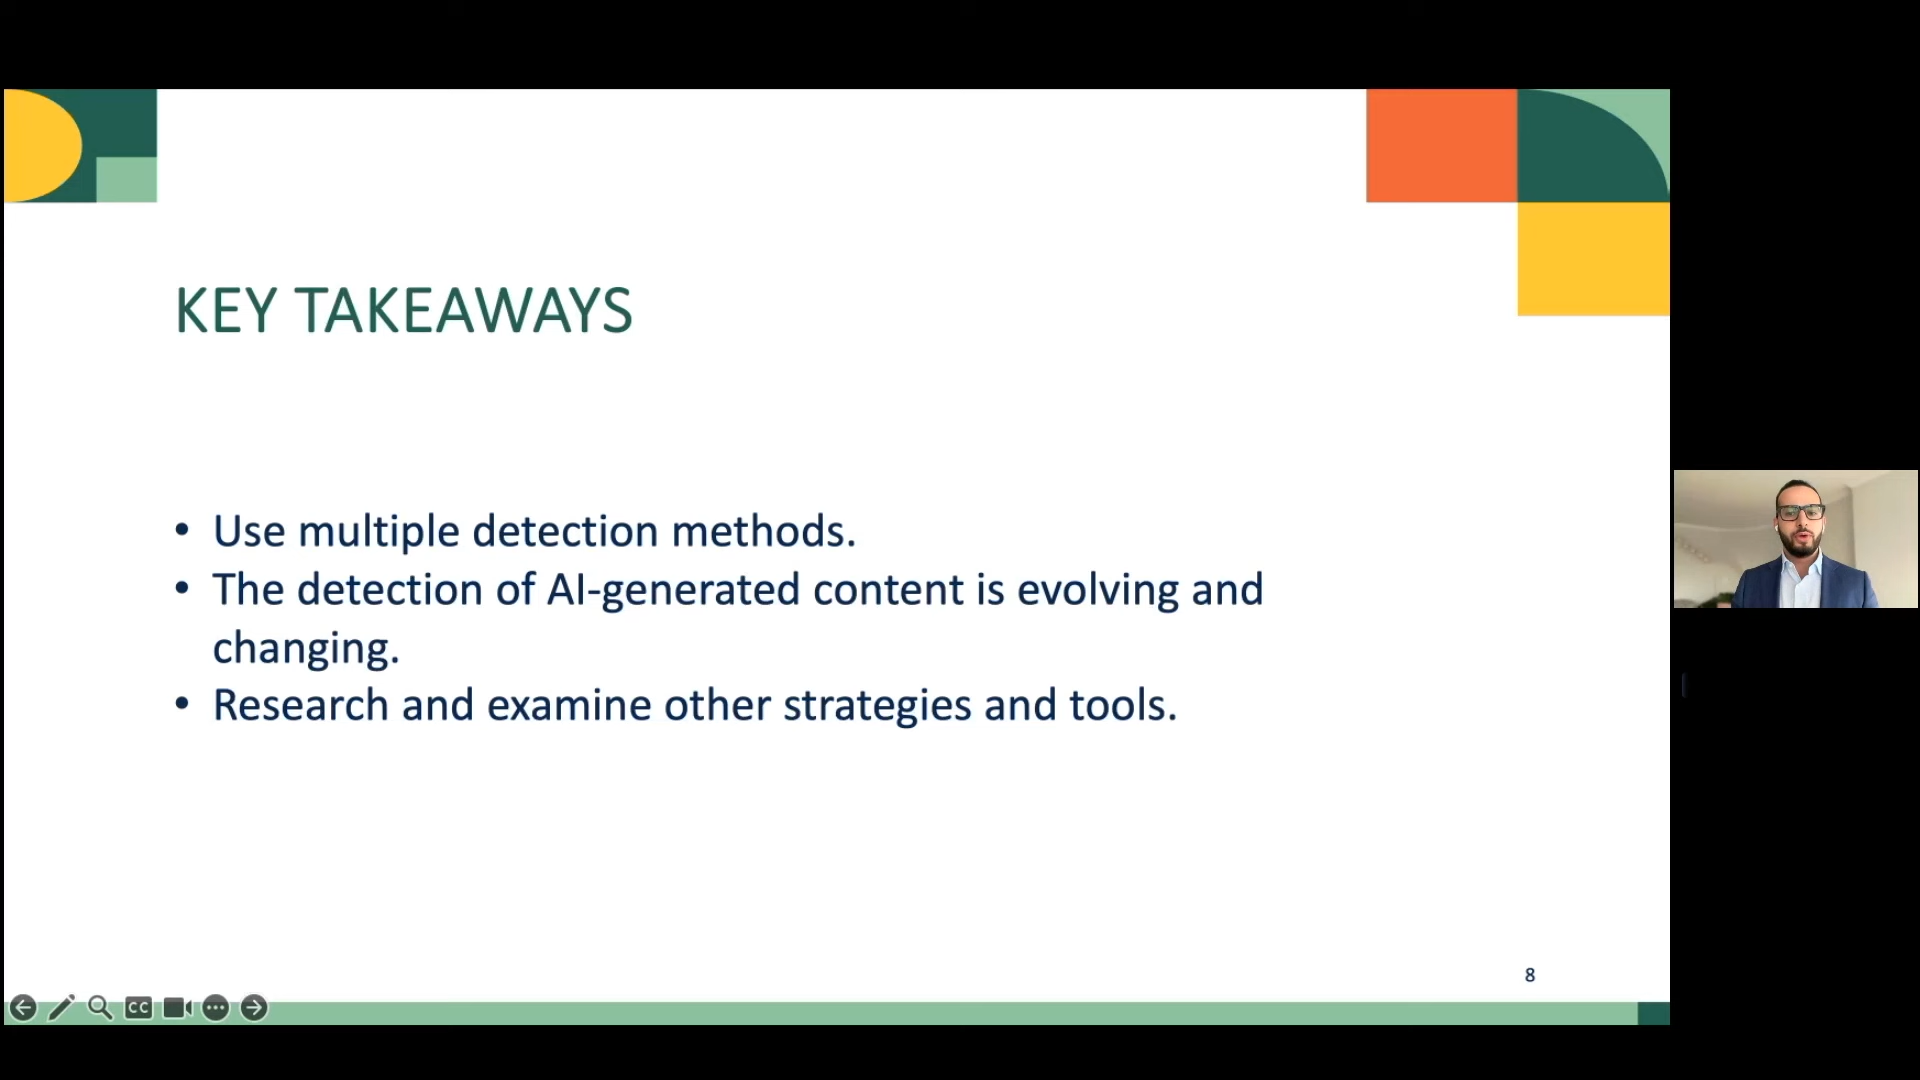 KEY TAKEAWAYS
• Use multiple detection methods.
• The detection of AI-generated content is evolving and
changing.
• Research and examine other strategies and tools.
8
CC